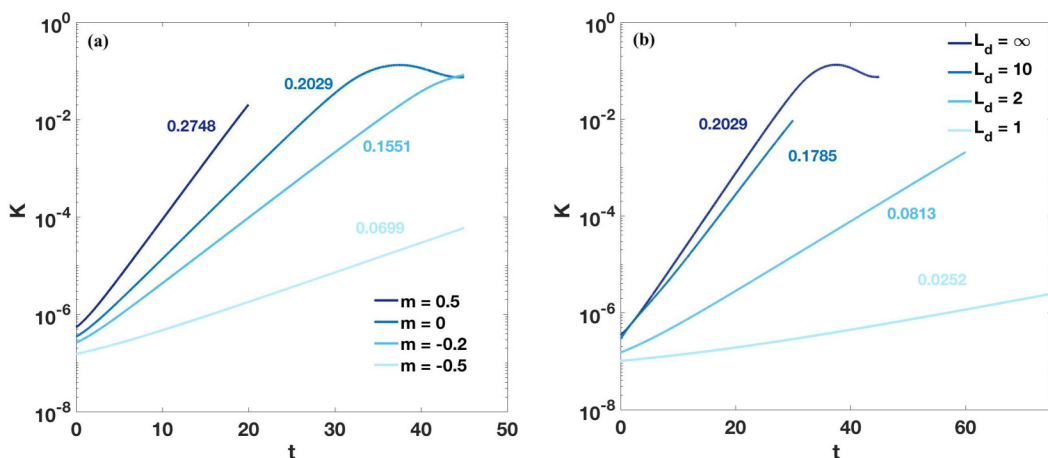 (a)
10^0
10^-2
10^-4
10^-6
10^-8
K
0.2748
0.2029
0.1551
0.0699
m = 0.5
m = 0
m = -0.2
m = -0.5
0 10 20 30 40 50
t
(b)
10^0
10^-2
10^-4
10^-6
10^-8
K
L_d = ∞
L_d = 10
L_d = 2
L_d = 1
0.2029
0.1785
0.0813
0.0252
0 20 40 60
t